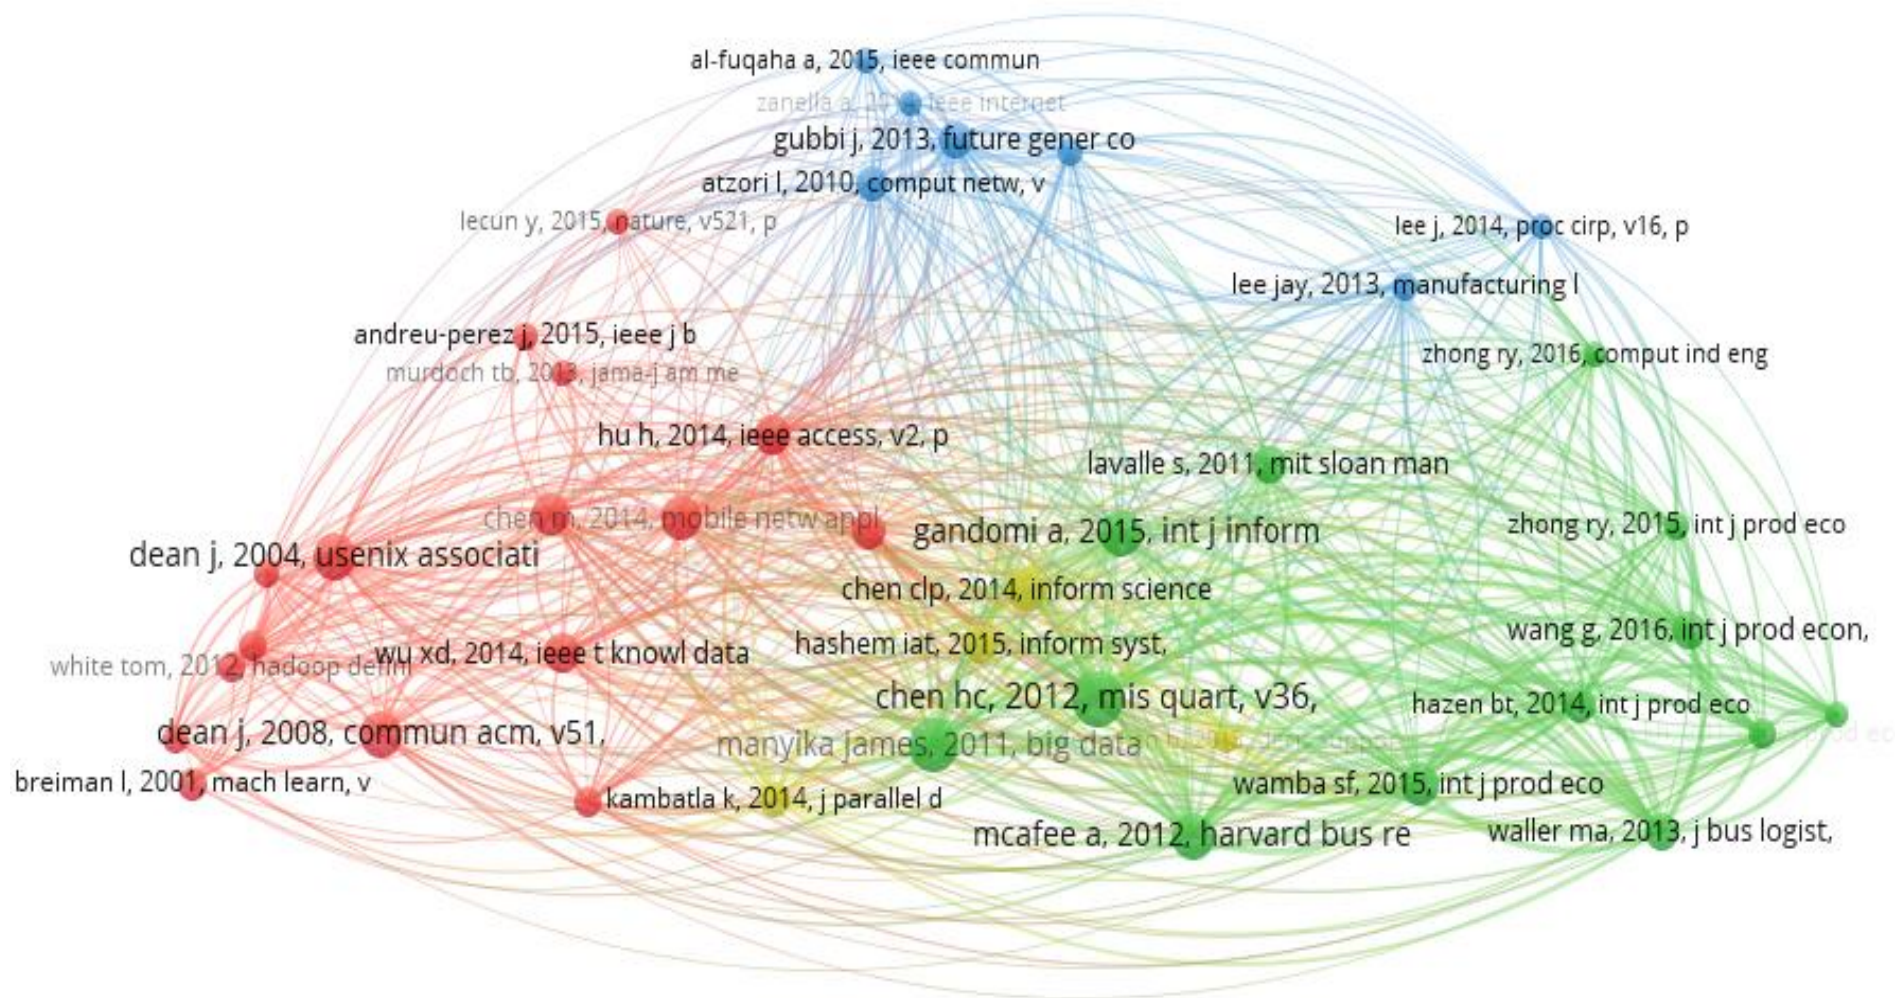 al-fuqaha a, 2015, ieee commun
zanella a, 2014, ieee internet
gubbi j, 2013, future gener co
atzori l, 2010, comput netw, v
lecun y, 2015, nature, v521, p
lee j, 2014, proc cirp, v16, p
lee jay, 2013, manufacturing l
andreu-perez j, 2015, ieee j b
zhong ry, 2016, comput ind eng
murdoch tb, 2013, jama-j am me
hu h, 2014, ieee access, v2, p
lavalle s, 2011, mit sloan man
chen m, 2014, mobile netw appl
gandomi a, 2015, int j inform
zhong ry, 2015, int j prod eco
dean j, 2004, usenix associati
chen clp, 2014, inform science
wang g, 2016, int j prod econ,
hashem iat, 2015, inform syst,
white tom, 2012, hadoop defini
wu xd, 2014, ieee t knowl data
chen hc, 2012, mis quart, v36,
hazen bt, 2014, int j prod eco
dean j, 2008, commun acm, v51,
manyika james, 2011, big data
prod eco
breiman l, 2001, mach learn, v
wamba sf, 2015, int j prod eco
kambatla k, 2014, j parallel d
mcafee a, 2012, harvard bus re
waller ma, 2013, j bus logist,